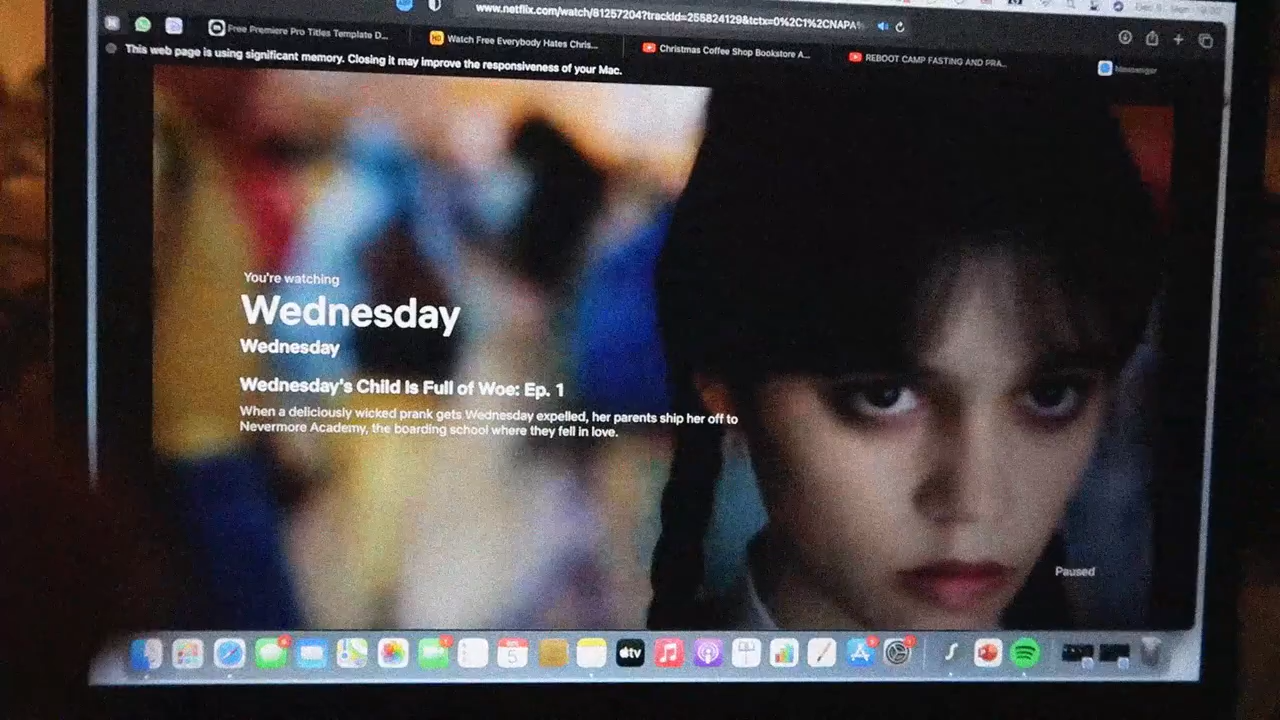 www.netflix.com/watch/81257204?trackId=255824129&tctx=0%2C1%2CNAPA%
Free Premiere Pro Titles Template D...
Watch Free Everybody Hates Chris...
Christmas Coffee Shop Bookstore A...
REBOOT CAMP FASTING AND PRA...
Messenger
This web page is using significant memory. Closing it may improve the responsiveness of your Mac.
You're watching
Wednesday
Wednesday
Wednesday's Child Is Full of Woe: Ep. 1
When a deliciously wicked prank gets Wednesday expelled, her parents ship her off to
Nevermore Academy, the boarding school where they fell in love.
Paused
5
tv